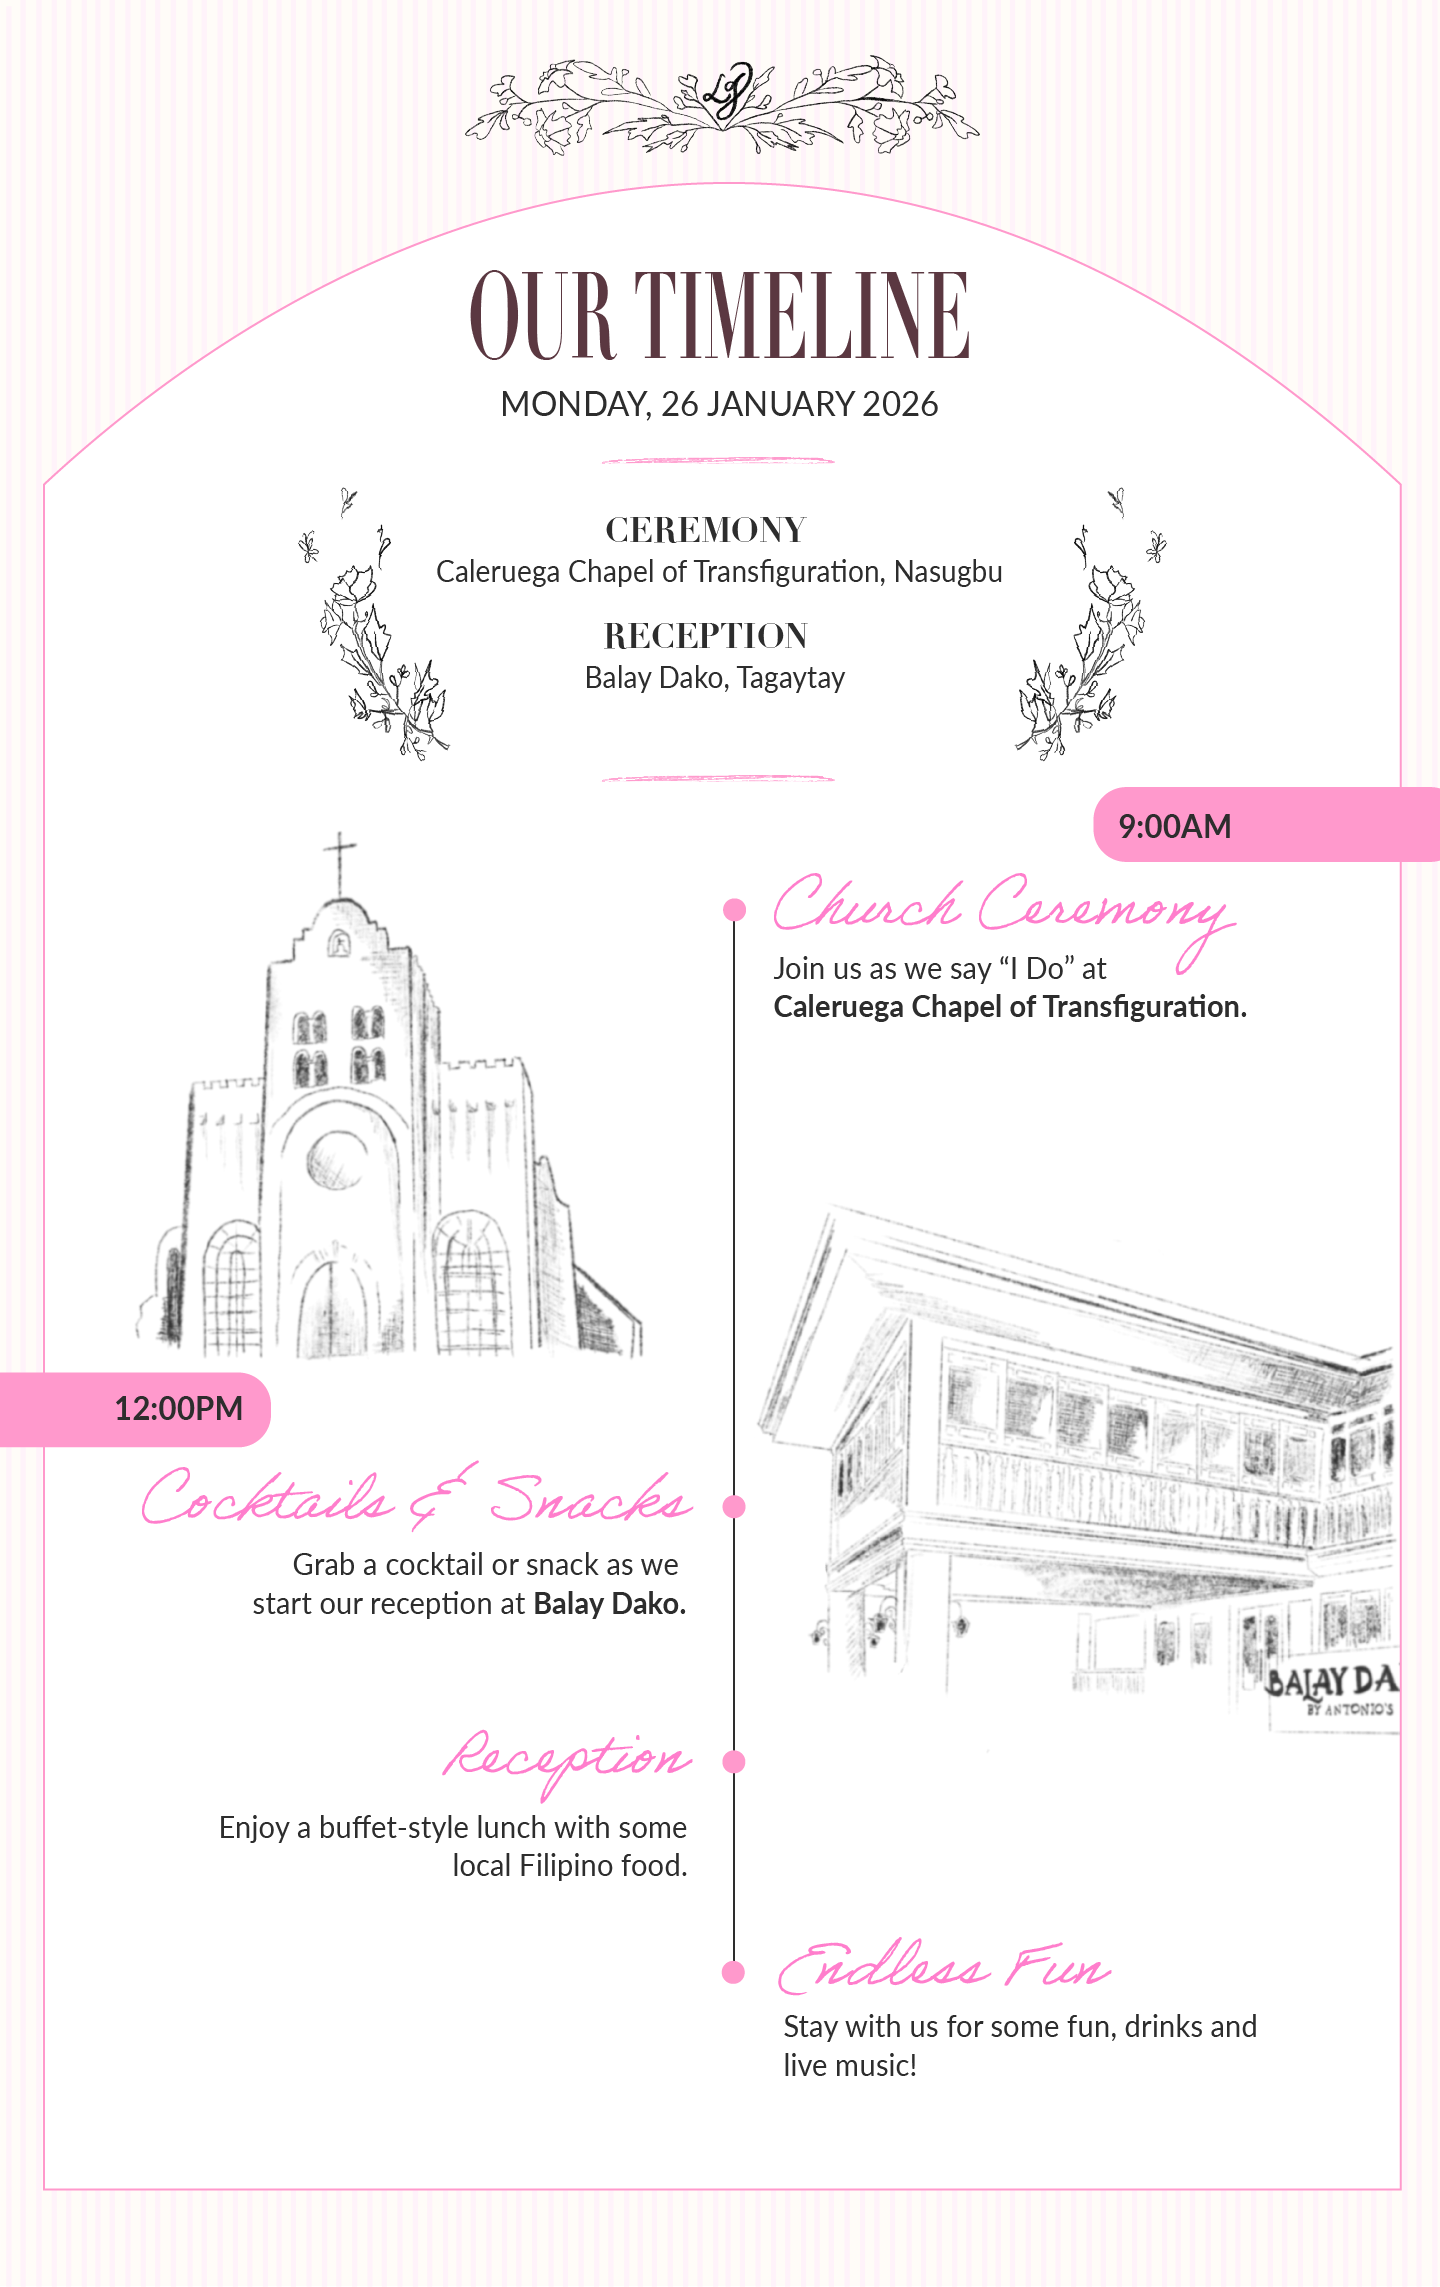 OUR TIMELINE
MONDAY, 26 JANUARY 2026
CEREMONY
Caleruega Chapel of Transfiguration, Nasugbu
RECEPTION
Balay Dako, Tagaytay
9:00AM
Church Ceremony
Join us as we say “I Do” at
Caleruega Chapel of Transfiguration.
12:00PM
Cocktails & Snacks
Grab a cocktail or snack as we
start our reception at Balay Dako.
BALAY DA
BY ANTONIO'S
Reception
Enjoy a buffet-style lunch with some
local Filipino food.
Endless Fun
Stay with us for some fun, drinks and
live music!